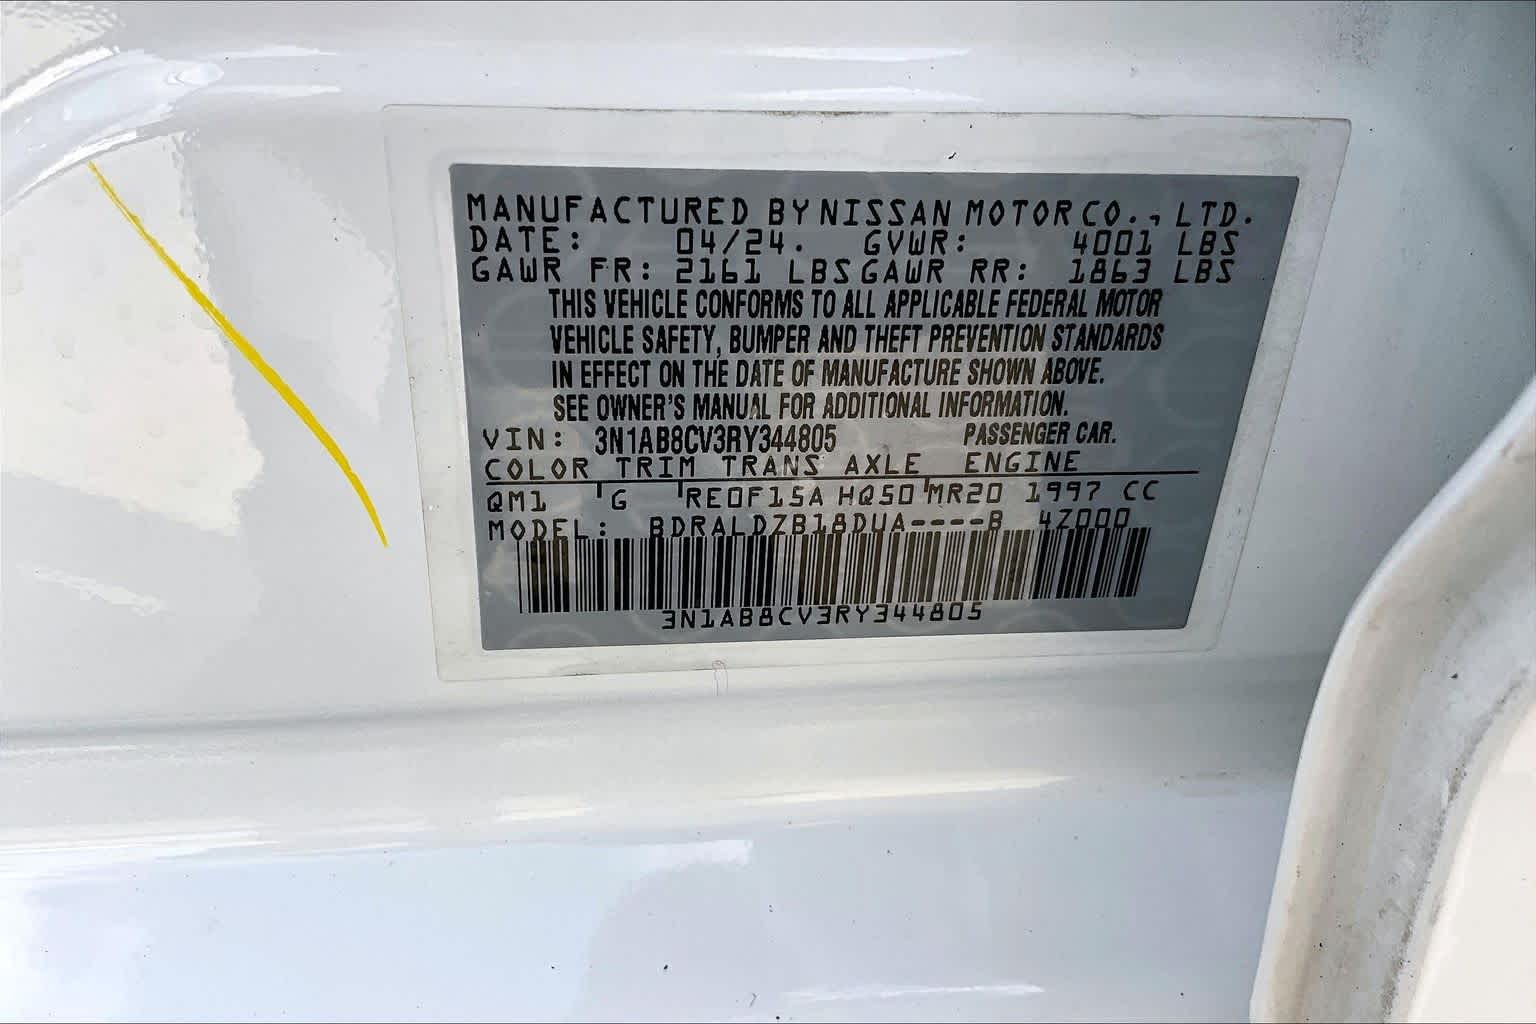 MANUFACTURED BY NISSAN MOTOR CO., LTD.
DATE: 04/24. GVWR: 4001 LBS
GAWR FR: 2161 LBS GAWR RR: 1863 LBS
THIS VEHICLE CONFORMS TO ALL APPLICABLE FEDERAL MOTOR
VEHICLE SAFETY, BUMPER AND THEFT PREVENTION STANDARDS
IN EFFECT ON THE DATE OF MANUFACTURE SHOWN ABOVE.
SEE OWNER'S MANUAL FOR ADDITIONAL INFORMATION.
VIN: 3N1AB8CV3RY344805 PASSENGER CAR.
COLOR TRIM TRANS AXLE ENGINE
QM1 G RE0F15A HQ50 MR20 1997 CC
MODEL: BDRALDZB18DUA----B 4Z000
3N1AB8CV3RY344805